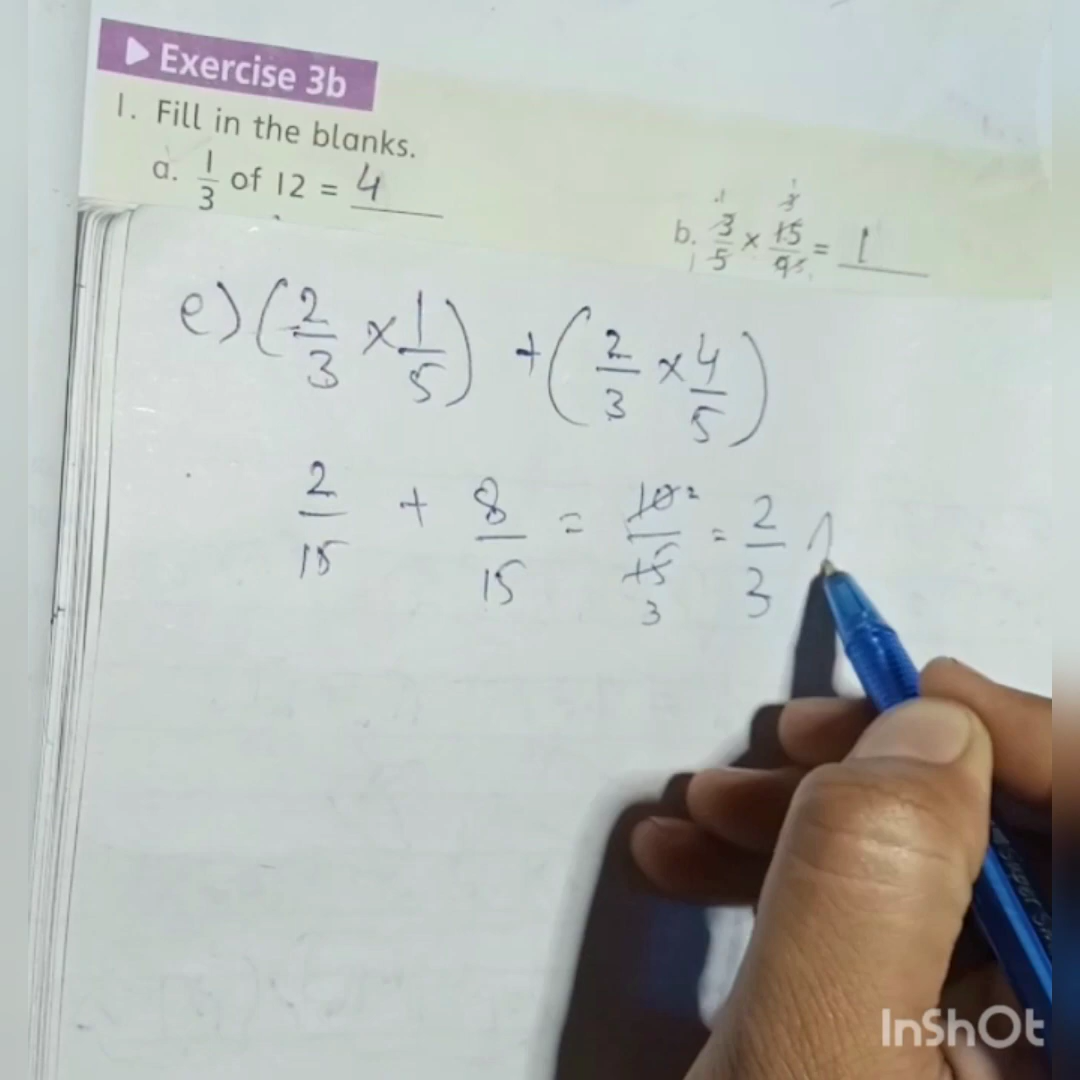 Exercise 3b
1. Fill in the blanks.
a. 1/3 of 12 = 4
b. 3/5 × 15/9 = 1
e) (2/3 × 1/5) + (2/3 × 4/5)
2/15 + 8/15 = 10/15 = 2/3
InShOt